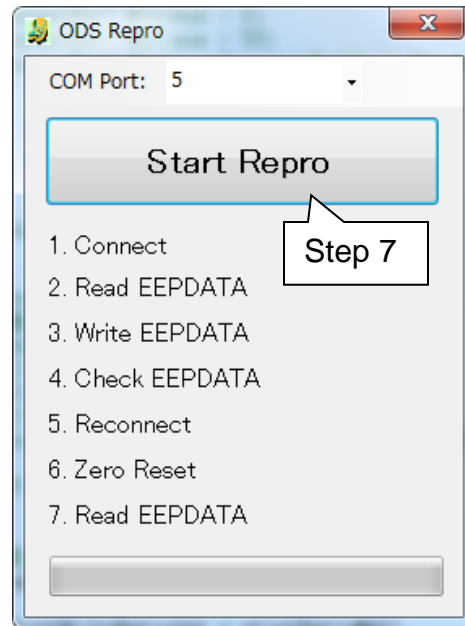 ODS Repro
COM Port: 5
Start Repro
Step 7
1. Connect
2. Read EEPDATA
3. Write EEPDATA
4. Check EEPDATA
5. Reconnect
6. Zero Reset
7. Read EEPDATA